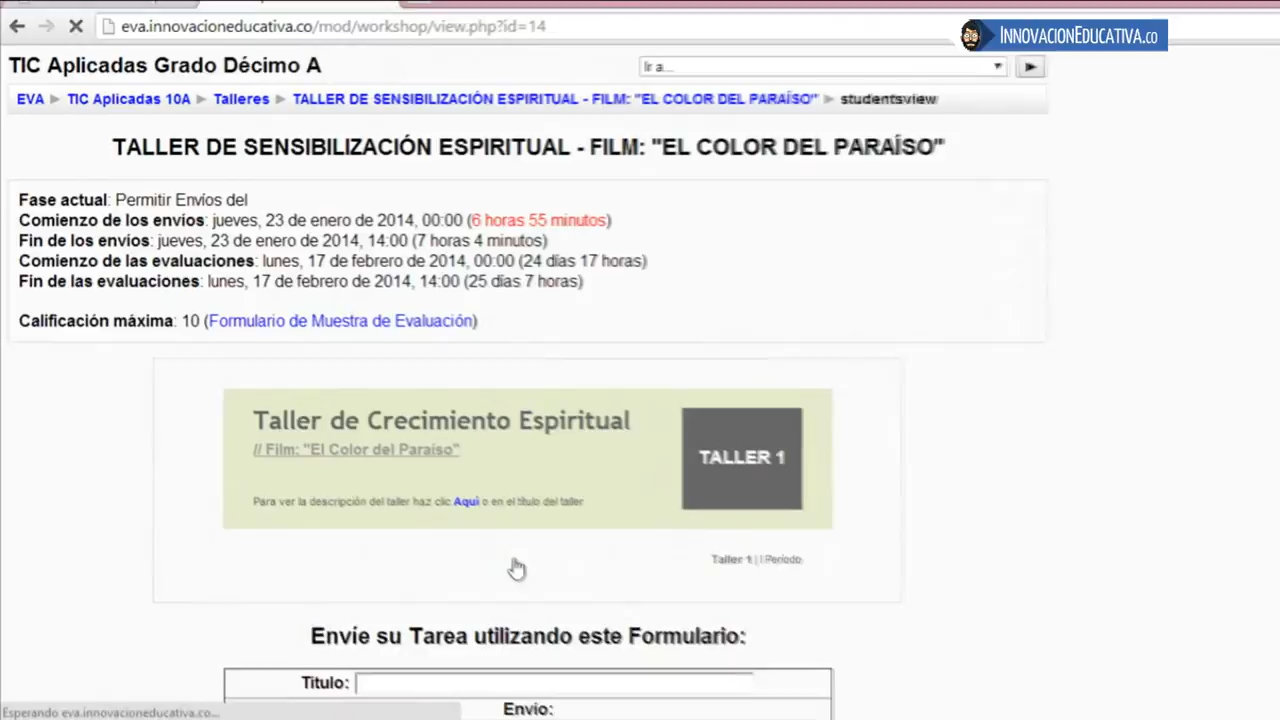 eva.innovacioneducativa.co/mod/workshop/view.php?id=14
INNOVACIONEDUCATIVA.CO
TIC Aplicadas Grado Décimo A
Ir a...
EVA ► TIC Aplicadas 10A ► Talleres ► TALLER DE SENSIBILIZACIÓN ESPIRITUAL - FILM: "EL COLOR DEL PARAÍSO" ► studentsview
TALLER DE SENSIBILIZACIÓN ESPIRITUAL - FILM: "EL COLOR DEL PARAÍSO"
Fase actual: Permitir Envíos del
Comienzo de los envíos: jueves, 23 de enero de 2014, 00:00 (6 horas 55 minutos)
Fin de los envíos: jueves, 23 de enero de 2014, 14:00 (7 horas 4 minutos)
Comienzo de las evaluaciones: lunes, 17 de febrero de 2014, 00:00 (24 días 17 horas)
Fin de las evaluaciones: lunes, 17 de febrero de 2014, 14:00 (25 días 7 horas)
Calificación máxima: 10 (Formulario de Muestra de Evaluación)
Taller de Crecimiento Espiritual
// Film: "El Color del Paraíso"
TALLER 1
Para ver la descripción del taller haz clic Aquí o en el título del taller
Taller 1 | I Período
Envíe su Tarea utilizando este Formulario:
Titulo:
Envio:
Esperando eva.innovacioneducativa.co...